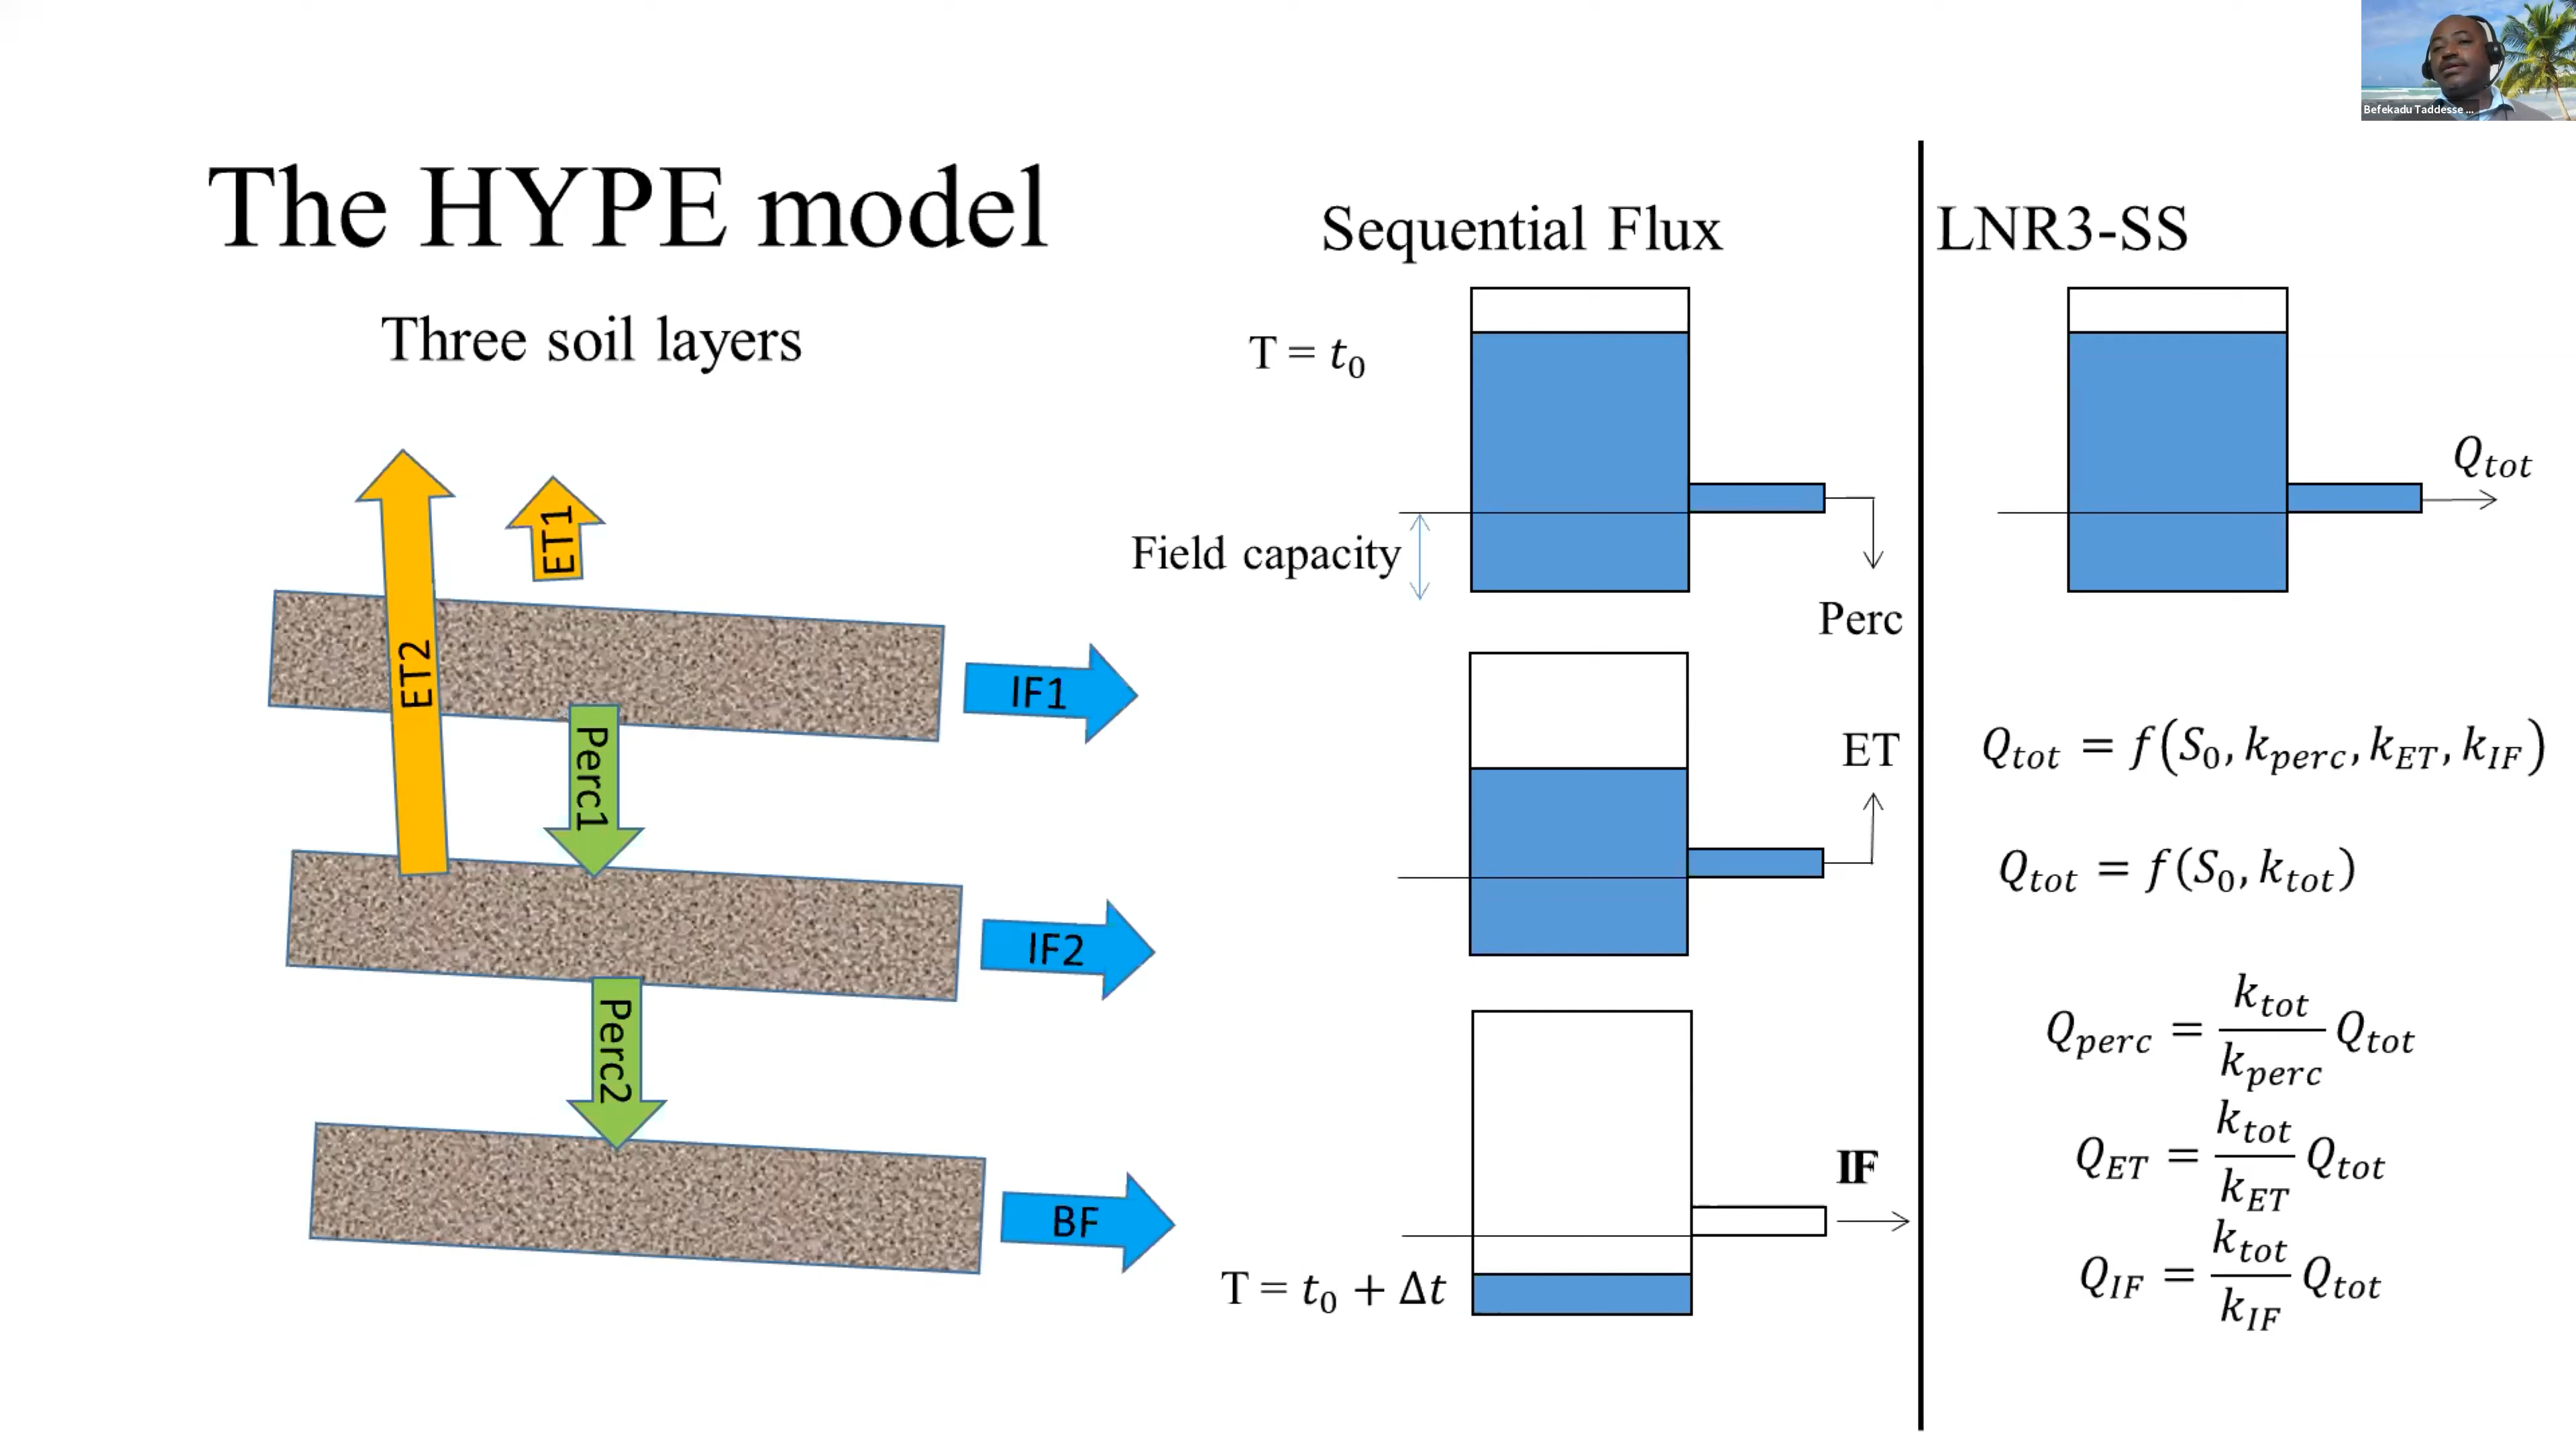 Befekadu Taddesse ...
The HYPE model
Three soil layers
ET1
ET2
IF1
Perc1
IF2
Perc2
BF
Sequential Flux
T = t₀
Field capacity
Perc
ET
IF
T = t₀ + Δt
LNR3-SS
Q_tot
Q_tot = f(S₀, k_perc, k_ET, k_IF)
Q_tot = f(S₀, k_tot)
Q_perc = k_tot / k_perc Q_tot
Q_ET = k_tot / k_ET Q_tot
Q_IF = k_tot / k_IF Q_tot